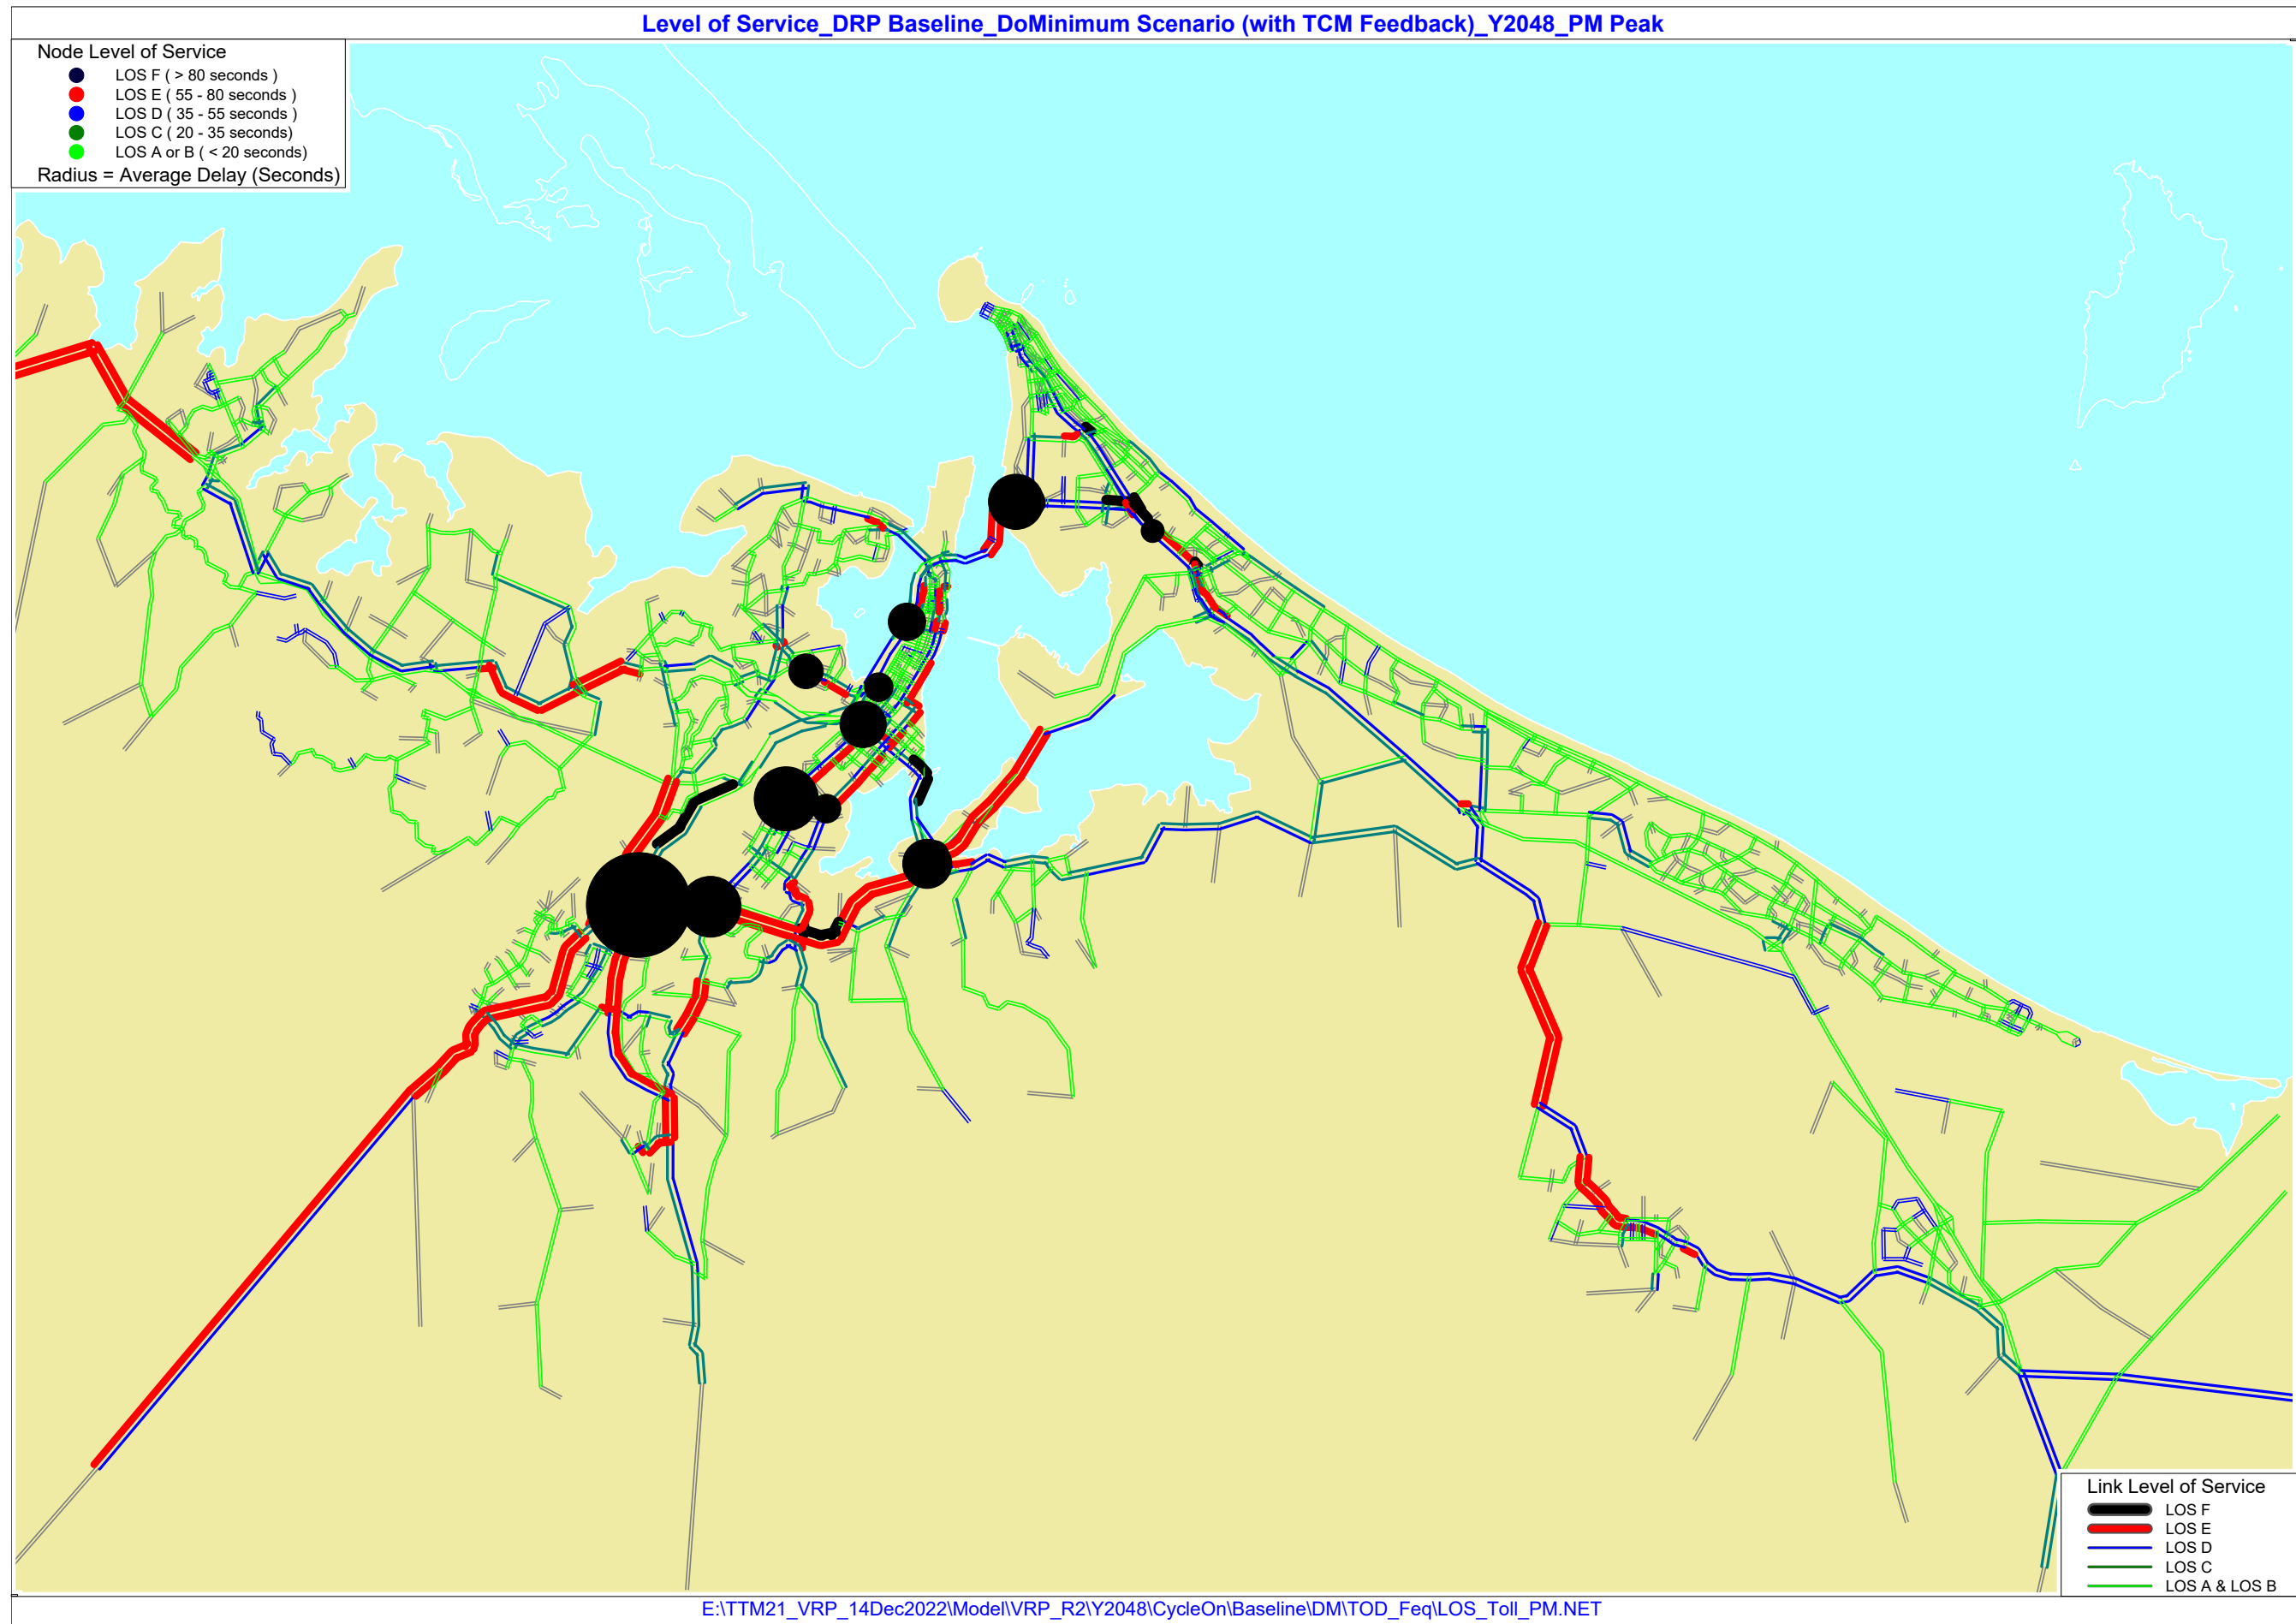 Level of Service_DRP Baseline_DoMinimum Scenario (with TCM Feedback)_Y2048_PM Peak
Node Level of Service
LOS F ( > 80 seconds )
LOS E ( 55 - 80 seconds )
LOS D ( 35 - 55 seconds )
LOS C ( 20 - 35 seconds)
LOS A or B ( < 20 seconds)
Radius = Average Delay (Seconds)
Link Level of Service
LOS F
LOS E
LOS D
LOS C
LOS A & LOS B
E:\TTM21_VRP_14Dec2022\Model\VRP_R2\Y2048\CycleOn\Baseline\DM\TOD_Feq\LOS_Toll_PM.NET